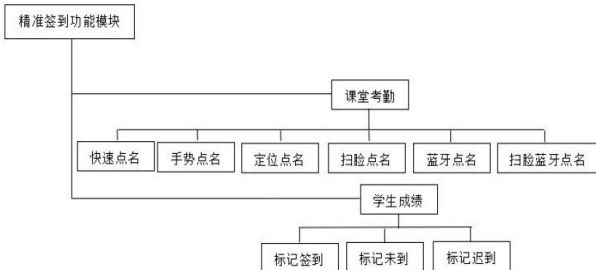 精准签到功能模块
课堂考勤
快速点名
手势点名
定位点名
扫脸点名
蓝牙点名
扫脸蓝牙点名
学生成绩
标记签到
标记未到
标记迟到